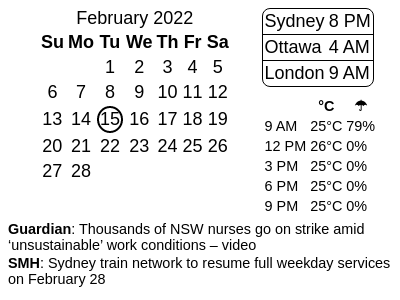 February 2022
Su Mo Tu We Th Fr Sa
1 2 3 4 5
6 7 8 9 10 11 12
13 14 15 16 17 18 19
20 21 22 23 24 25 26
27 28
Sydney 8 PM
Ottawa 4 AM
London 9 AM
°C ☂
9 AM 25°C 79%
12 PM 26°C 0%
3 PM 25°C 0%
6 PM 25°C 0%
9 PM 25°C 0%
Guardian: Thousands of NSW nurses go on strike amid
‘unsustainable’ work conditions – video
SMH: Sydney train network to resume full weekday services
on February 28